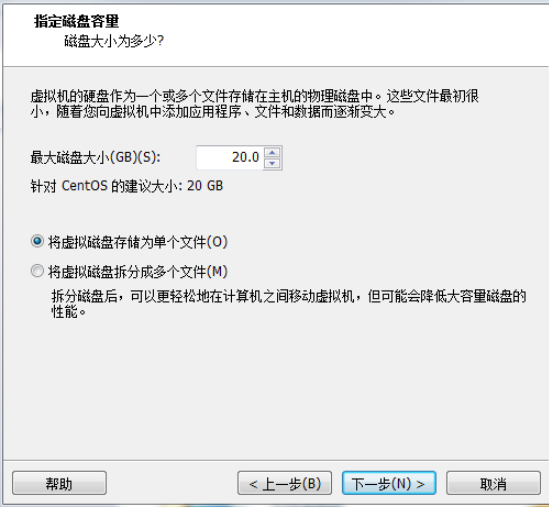 指定磁盘容量
磁盘大小为多少?
虚拟机的硬盘作为一个或多个文件存储在主机的物理磁盘中。这些文件最初很
小，随着您向虚拟机中添加应用程序、文件和数据而逐渐变大。
最大磁盘大小(GB)(S): 20.0
针对 CentOS 的建议大小: 20 GB
将虚拟磁盘存储为单个文件(O)
将虚拟磁盘拆分成多个文件(M)
拆分磁盘后，可以更轻松地在计算机之间移动虚拟机，但可能会降低大容量磁盘的
性能。
帮助 < 上一步(B) 下一步(N) > 取消